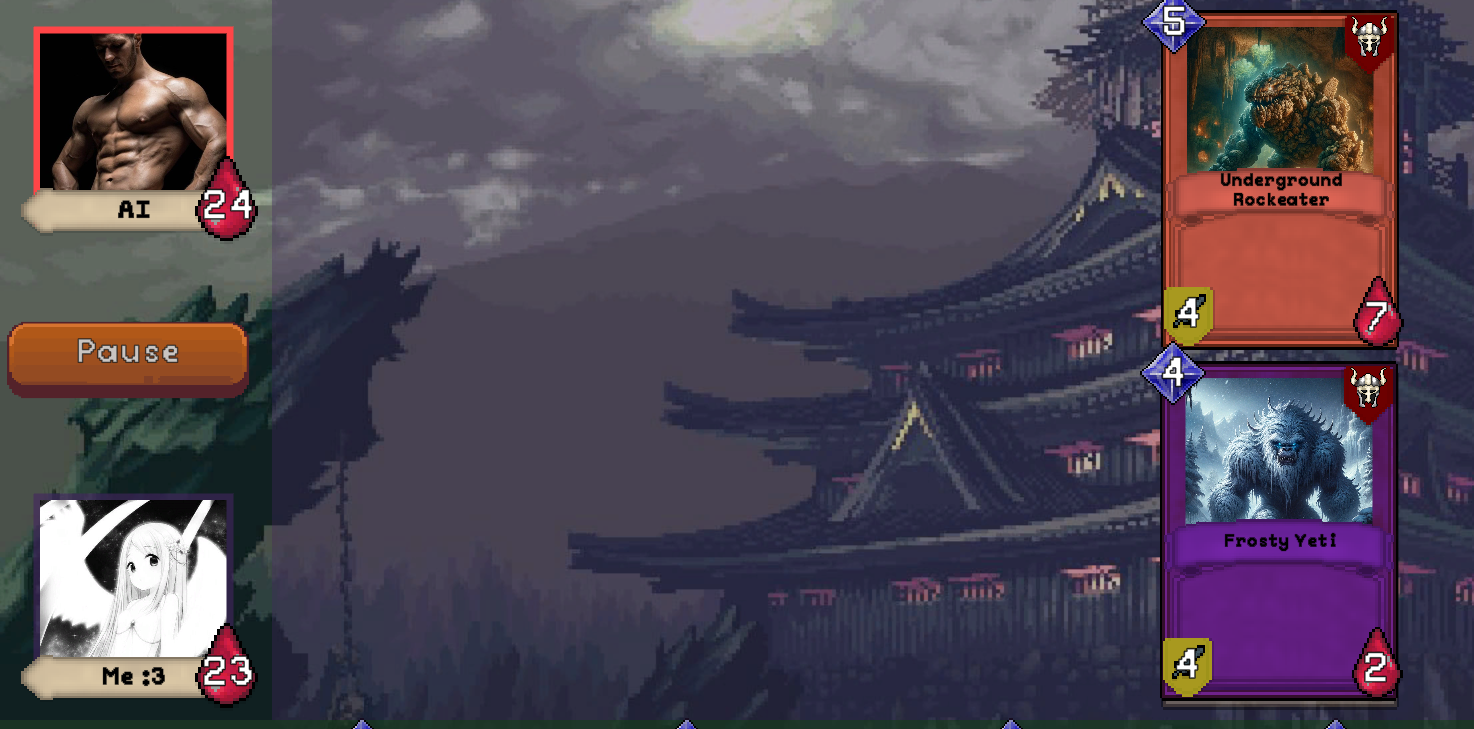 AI
24
Pause
Me :3
23
5
Underground
Rockeater
4
7
4
Frosty Yeti
4
2